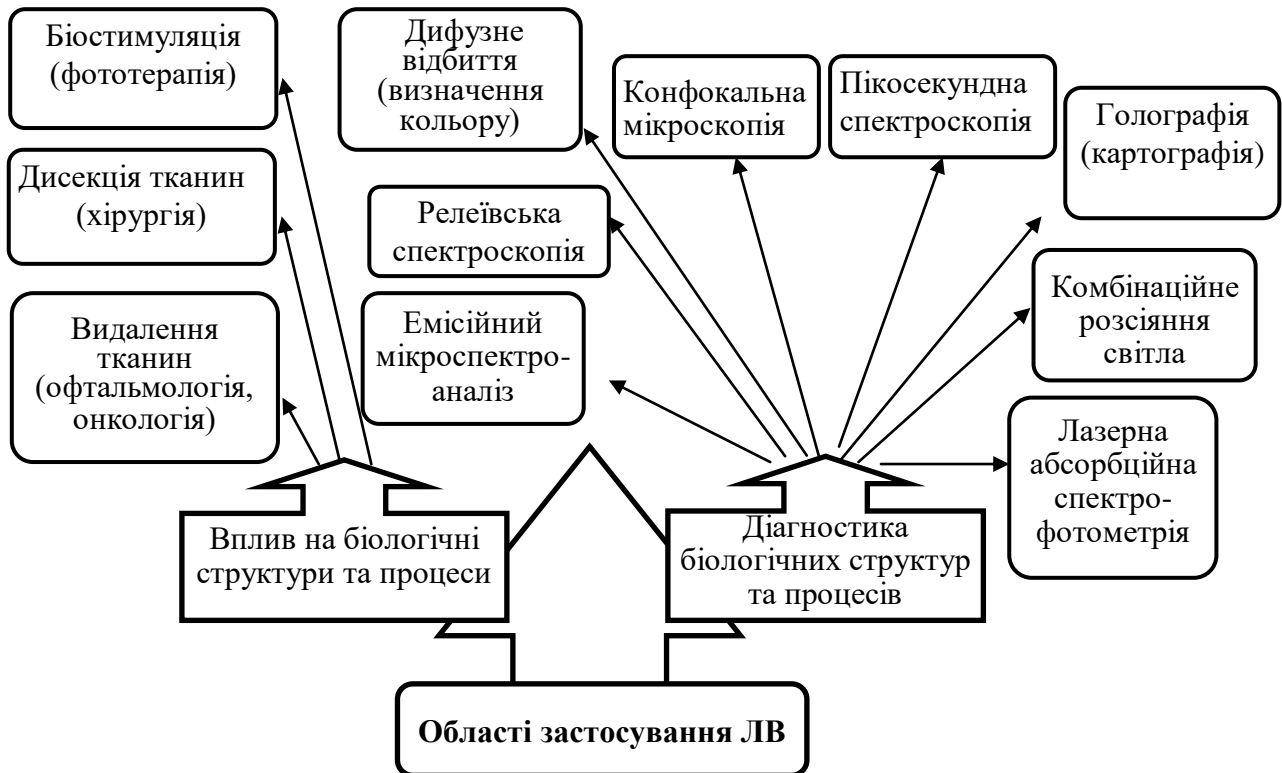 Біостимуляція
(фототерапія)
Дифузне
відбиття
(визначення
кольору)
Конфокальна
мікроскопія
Пікосекундна
спектроскопія
Голографія
(картографія)
Дисекція тканин
(хірургія)
Релеївська
спектроскопія
Видалення
тканин
(офтальмологія,
онкологія)
Емісійний
мікроспектро-
аналіз
Комбінаційне
розсіяння
світла
Лазерна
абсорбційна
спектро-
фотометрія
Вплив на біологічні
структури та процеси
Діагностика
біологічних структур
та процесів
Області застосування ЛВ